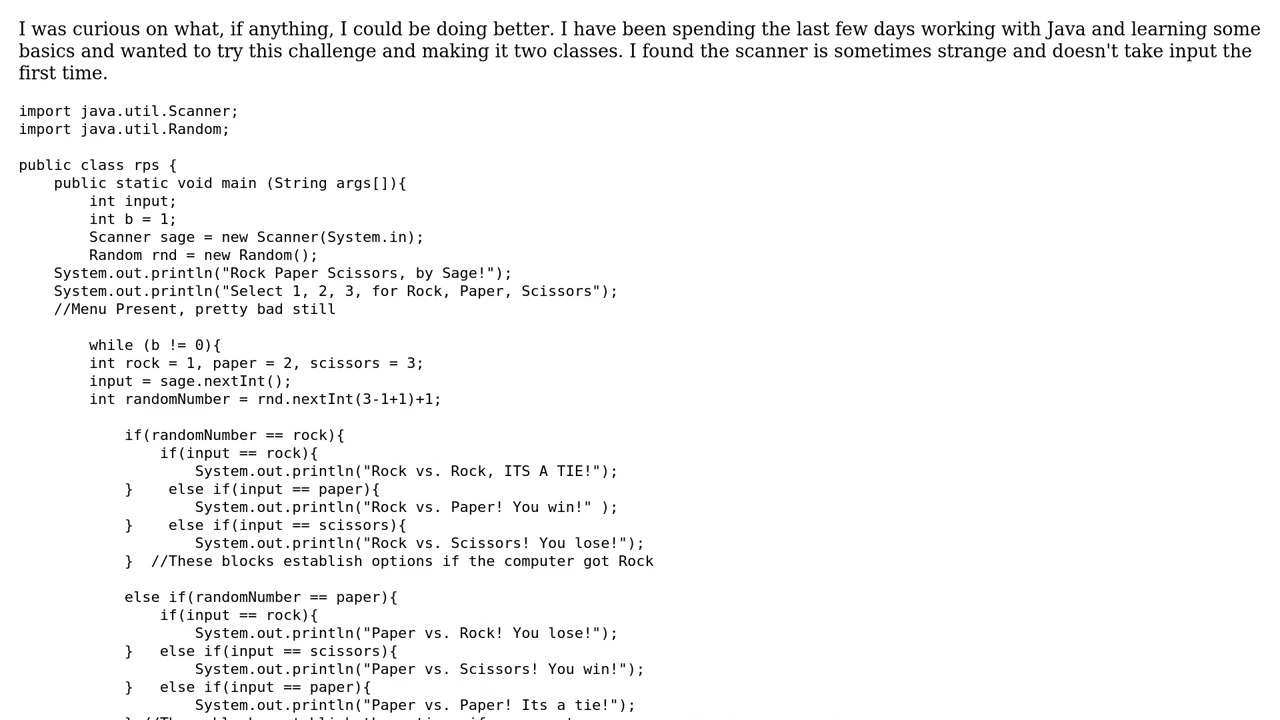 I was curious on what, if anything, I could be doing better. I have been spending the last few days working with Java and learning some
basics and wanted to try this challenge and making it two classes. I found the scanner is sometimes strange and doesn't take input the
first time.
import java.util.Scanner;
import java.util.Random;
public class rps {
    public static void main (String args[]){
        int input;
        int b = 1;
        Scanner sage = new Scanner(System.in);
        Random rnd = new Random();
    System.out.println("Rock Paper Scissors, by Sage!");
    System.out.println("Select 1, 2, 3, for Rock, Paper, Scissors");
    //Menu Present, pretty bad still
        while (b != 0){
        int rock = 1, paper = 2, scissors = 3;
        input = sage.nextInt();
        int randomNumber = rnd.nextInt(3-1+1)+1;
            if(randomNumber == rock){
                if(input == rock){
                    System.out.println("Rock vs. Rock, ITS A TIE!");
            }    else if(input == paper){
                    System.out.println("Rock vs. Paper! You win!" );
            }    else if(input == scissors){
                    System.out.println("Rock vs. Scissors! You lose!");
            }  //These blocks establish options if the computer got Rock
            else if(randomNumber == paper){
                if(input == rock){
                    System.out.println("Paper vs. Rock! You lose!");
            }   else if(input == scissors){
                    System.out.println("Paper vs. Scissors! You win!");
            }   else if(input == paper){
                    System.out.println("Paper vs. Paper! Its a tie!");